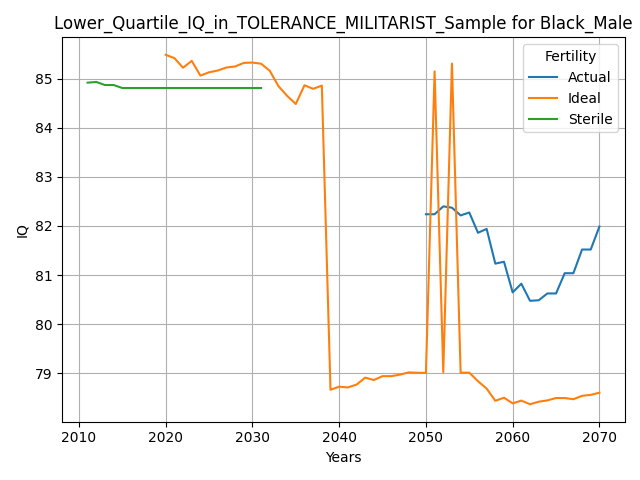 Lower_Quartile_IQ_in_TOLERANCE_MILITARIST_Sample for Black_Male
Fertility
Actual
Ideal
Sterile
85
84
83
82
81
80
79
IQ
2010 2020 2030 2040 2050 2060 2070
Years